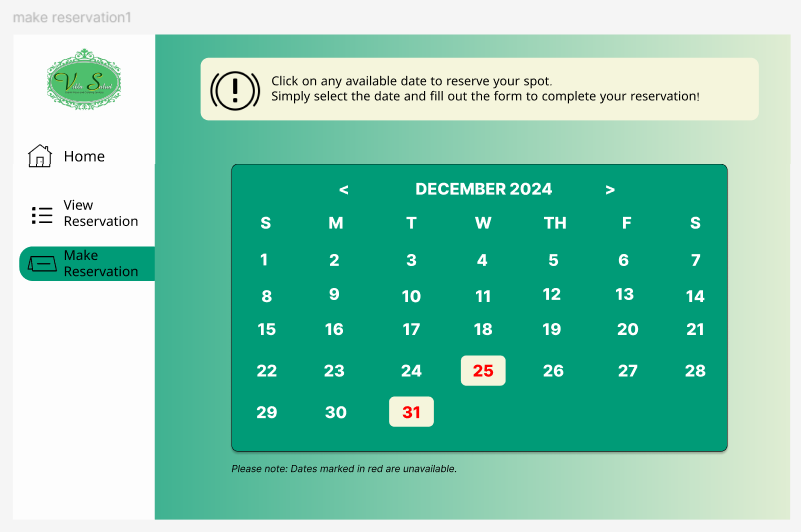 make reservation1
Click on any available date to reserve your spot.
Simply select the date and fill out the form to complete your reservation!
Home
View
Reservation
Make
Reservation
< DECEMBER 2024 >
S M T W TH F S
1 2 3 4 5 6 7
8 9 10 11 12 13 14
15 16 17 18 19 20 21
22 23 24 25 26 27 28
29 30 31
Please note: Dates marked in red are unavailable.